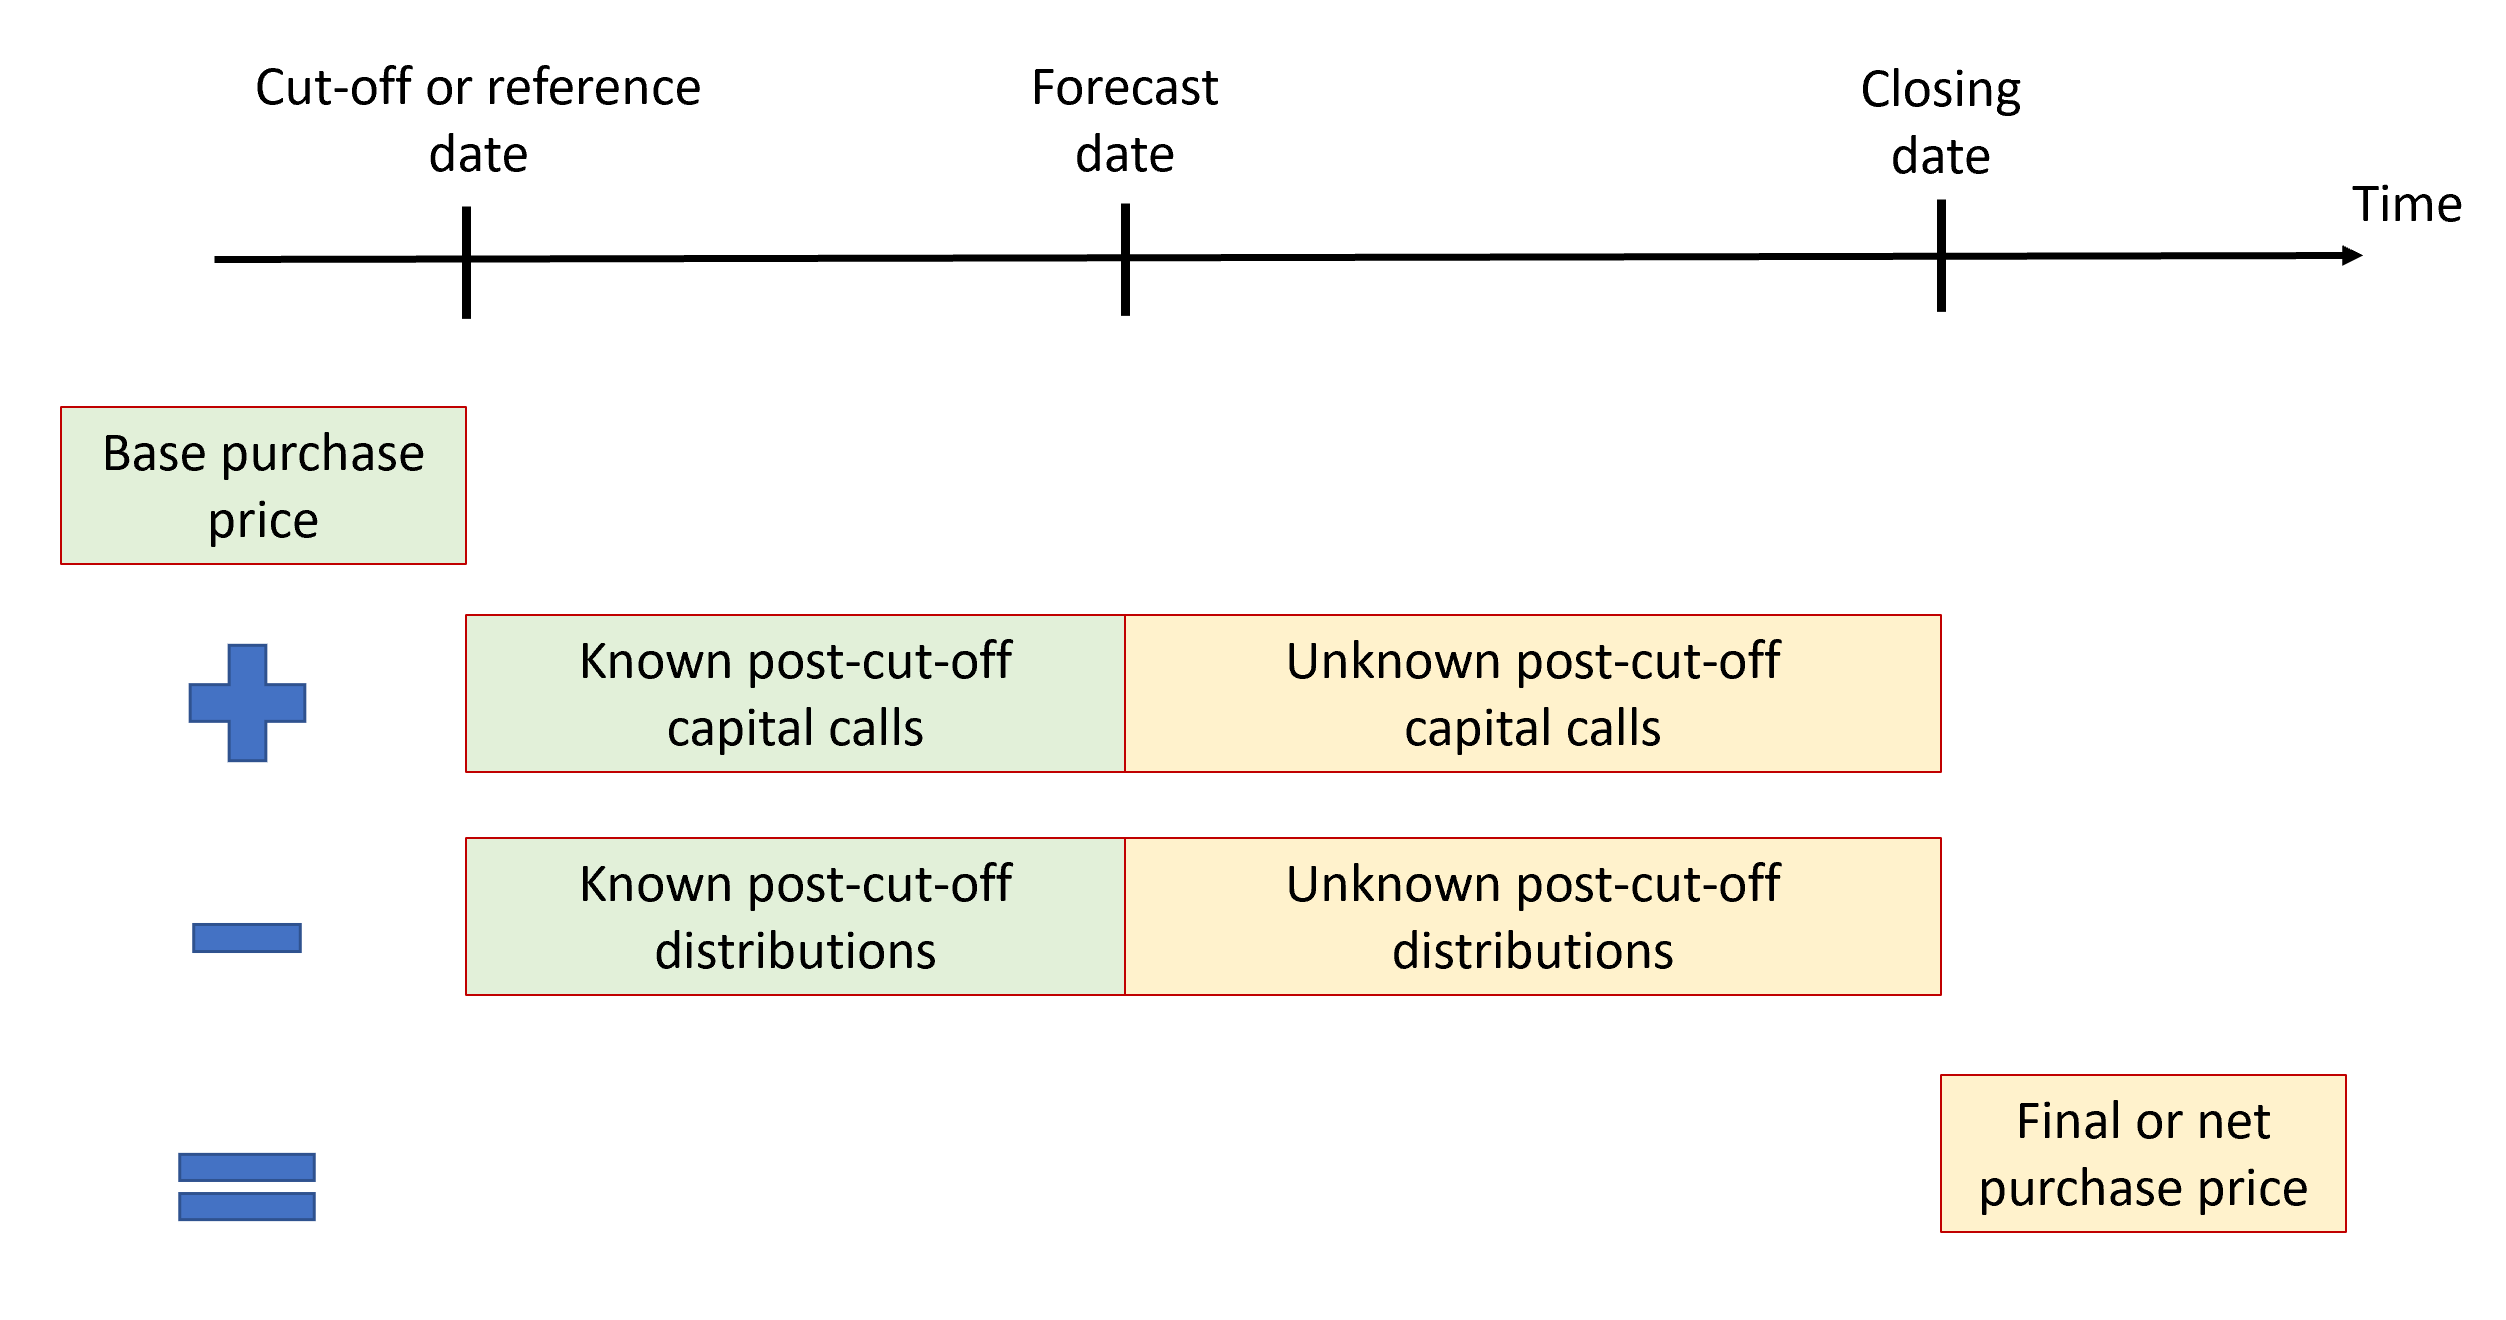 Cut-off or reference
date
Forecast
date
Closing
date
Time
Base purchase
price
Known post-cut-off
capital calls
Unknown post-cut-off
capital calls
Known post-cut-off
distributions
Unknown post-cut-off
distributions
Final or net
purchase price